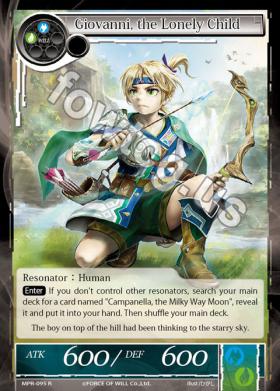 Giovanni, the Lonely Child
WILL
fowtcg.us
Resonator : Human
Enter If you don't control other resonators, search your main
deck for a card named "Campanella, the Milky Way Moon", reveal
it and put it into your hand. Then shuffle your main deck.
The boy on top of the hill had been thinking to the starry sky.
ATK 600 / DEF 600
MPR-095 R ©FORCE OF WILL Co.,Ltd.